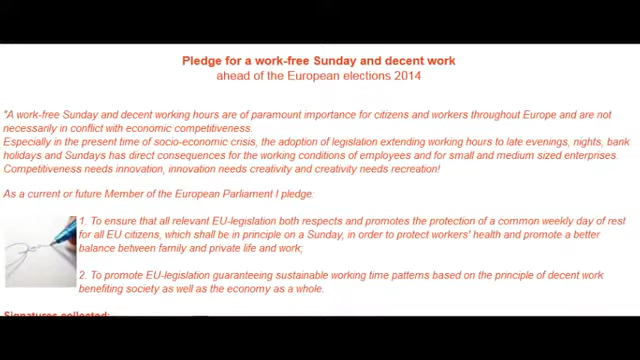 Pledge for a work-free Sunday and decent work
ahead of the European elections 2014
"A work-free Sunday and decent working hours are of paramount importance for citizens and workers throughout Europe and are not
necessarily in conflict with economic competitiveness.
Especially in the present time of socio-economic crisis, the adoption of legislation extending working hours to late evenings, nights, bank
holidays and Sundays has direct consequences for the working conditions of employees and for small and medium sized enterprises.
Competitiveness needs innovation, innovation needs creativity and creativity needs recreation!
As a current or future Member of the European Parliament I pledge:
1. To ensure that all relevant EU-legislation both respects and promotes the protection of a common weekly day of rest
for all EU citizens, which shall be in principle on a Sunday, in order to protect workers' health and promote a better
balance between family and private life and work;
2. To promote EU-legislation guaranteeing sustainable working time patterns based on the principle of decent work
benefiting society as well as the economy as a whole.
Signatures collected: